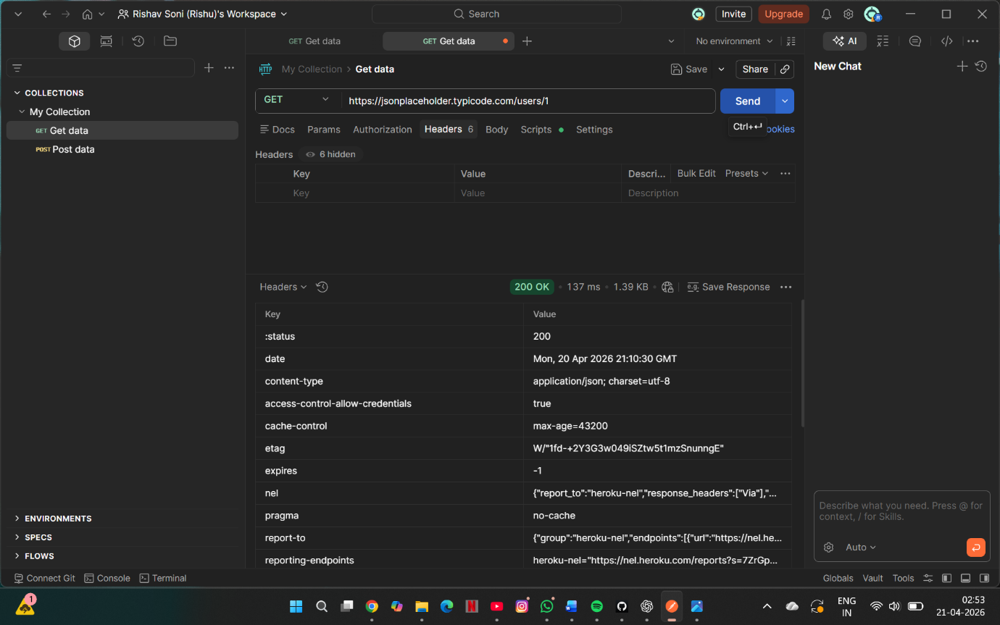 Rishav Soni (Rishu)'s Workspace
Search
Invite
Upgrade
R
GET Get data
GET Get data
No environment
AI
My Collection > Get data
Save
Share
New Chat
COLLECTIONS
My Collection
GET Get data
POST Post data
HTTP
GET
https://jsonplaceholder.typicode.com/users/1
Send
Ctrl+↵
Docs
Params
Authorization
Headers 6
Body
Scripts
Settings
ookies
Headers
6 hidden
Key
Value
Descri...
Bulk Edit
Presets
Key
Value
Description
Headers
200 OK
137 ms
1.39 KB
e.g. Save Response
Key Value
:status 200
date Mon, 20 Apr 2026 21:10:30 GMT
content-type application/json; charset=utf-8
access-control-allow-credentials true
cache-control max-age=43200
etag W/"1fd-+2Y3G3w049iSZtw5t1mzSnunngE"
expires -1
nel {"report_to":"heroku-nel","response_headers":["Via"],"...
pragma no-cache
report-to {"group":"heroku-nel","endpoints":[{"url":"https://nel.he...
reporting-endpoints heroku-nel="https://nel.heroku.com/reports?s=7ZrGp...
ENVIRONMENTS
SPECS
FLOWS
Describe what you need. Press @ for
context, / for Skills.
Auto
Connect Git
Console
Terminal
Globals
Vault
Tools
1
ENG
IN
02:53
21-04-2026